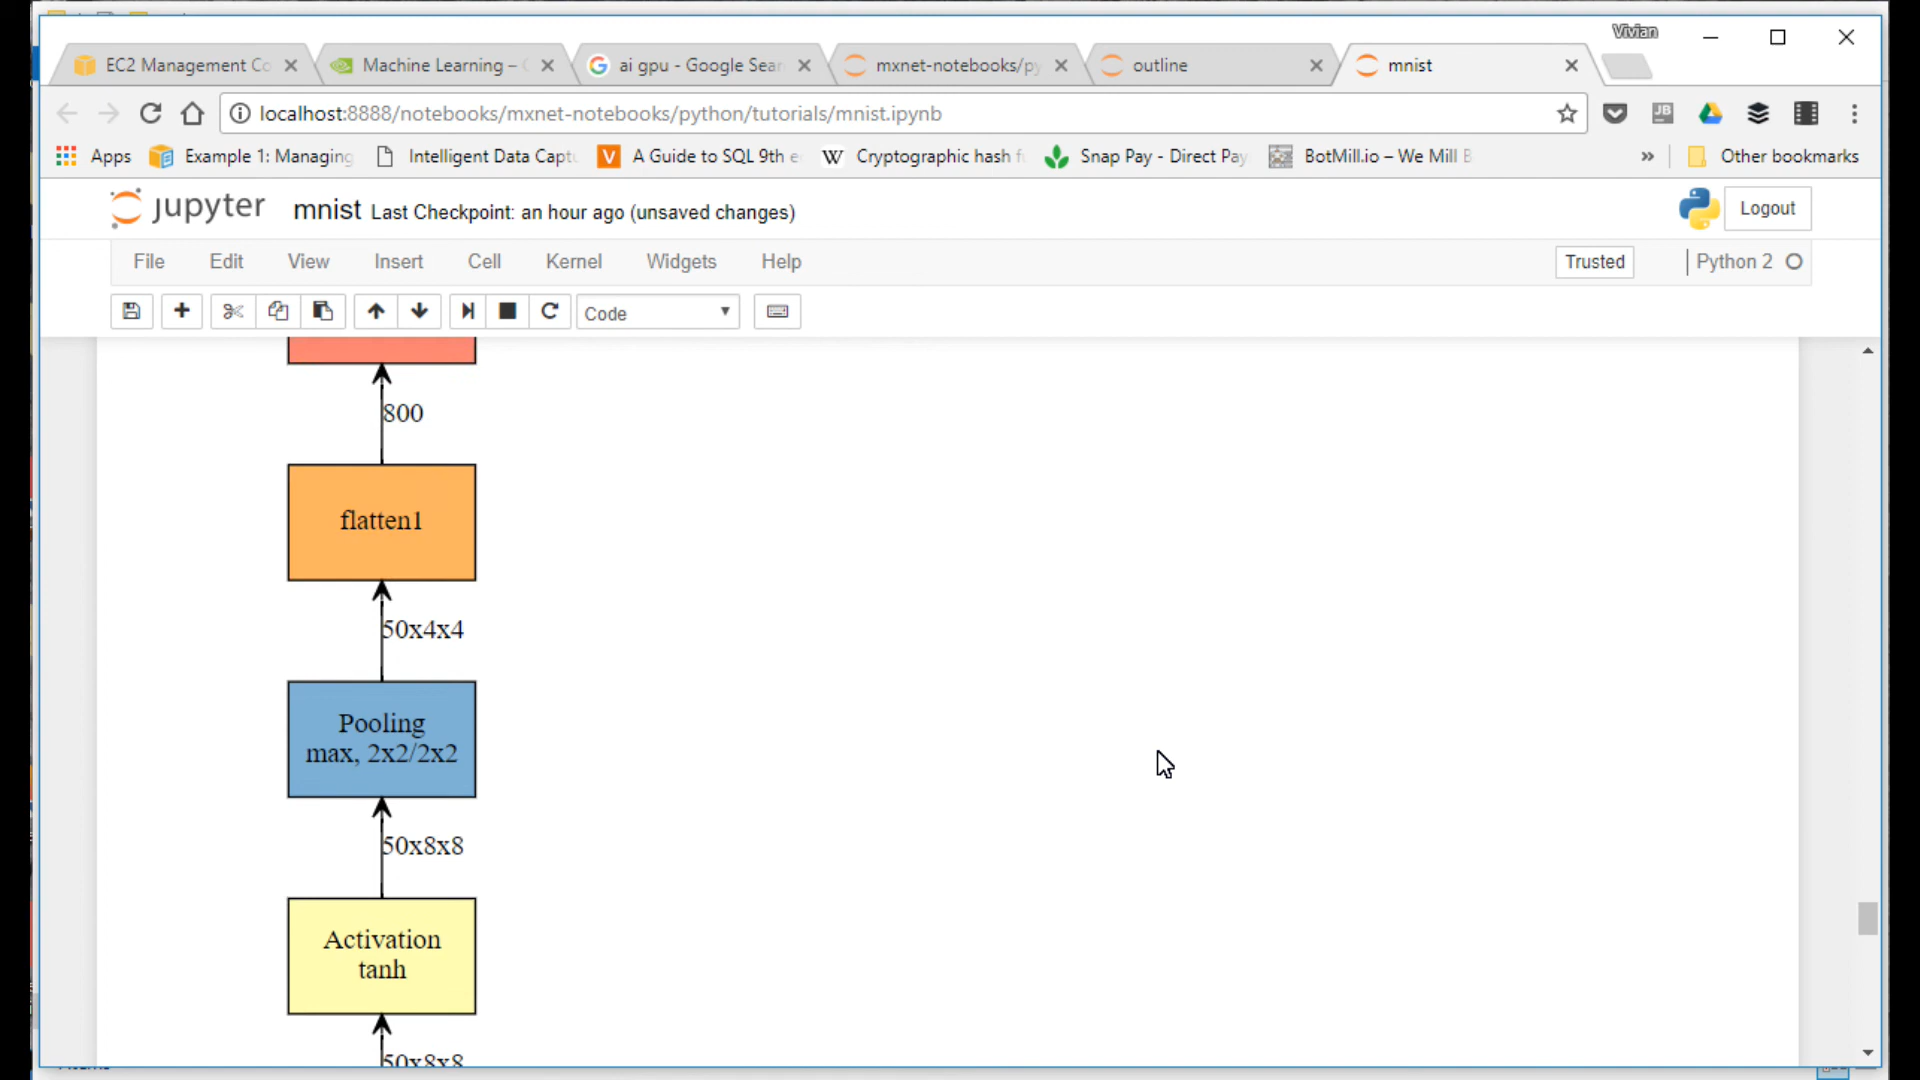 Vivian
EC2 Management Co
Machine Learning –
ai gpu - Google Sear
mxnet-notebooks/py
outline
mnist
localhost:8888/notebooks/mxnet-notebooks/python/tutorials/mnist.ipynb
Apps
Example 1: Managing
Intelligent Data Captu
A Guide to SQL 9th e
Cryptographic hash f
Snap Pay - Direct Pay
BotMill.io – We Mill B
»
Other bookmarks
jupyter
mnist Last Checkpoint: an hour ago (unsaved changes)
Logout
File
Edit
View
Insert
Cell
Kernel
Widgets
Help
Trusted
Python 2
Code
800
flatten1
50x4x4
Pooling
max, 2x2/2x2
50x8x8
Activation
tanh
50x8x8